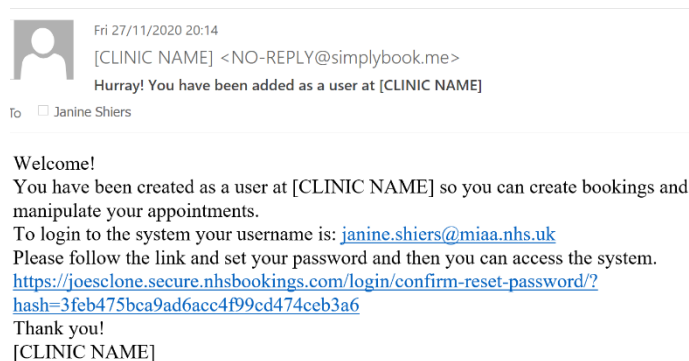 Fri 27/11/2020 20:14
[CLINIC NAME] <NO-REPLY@simplybook.me>
Hurray! You have been added as a user at [CLINIC NAME]
To Janine Shiers
Welcome!
You have been created as a user at [CLINIC NAME] so you can create bookings and
manipulate your appointments.
To login to the system your username is: janine.shiers@miaa.nhs.uk
Please follow the link and set your password and then you can access the system.
https://joesclone.secure.nhsbookings.com/login/confirm-reset-password/?
hash=3feb475bca9ad6acc4f99cd474ceb3a6
Thank you!
[CLINIC NAME]